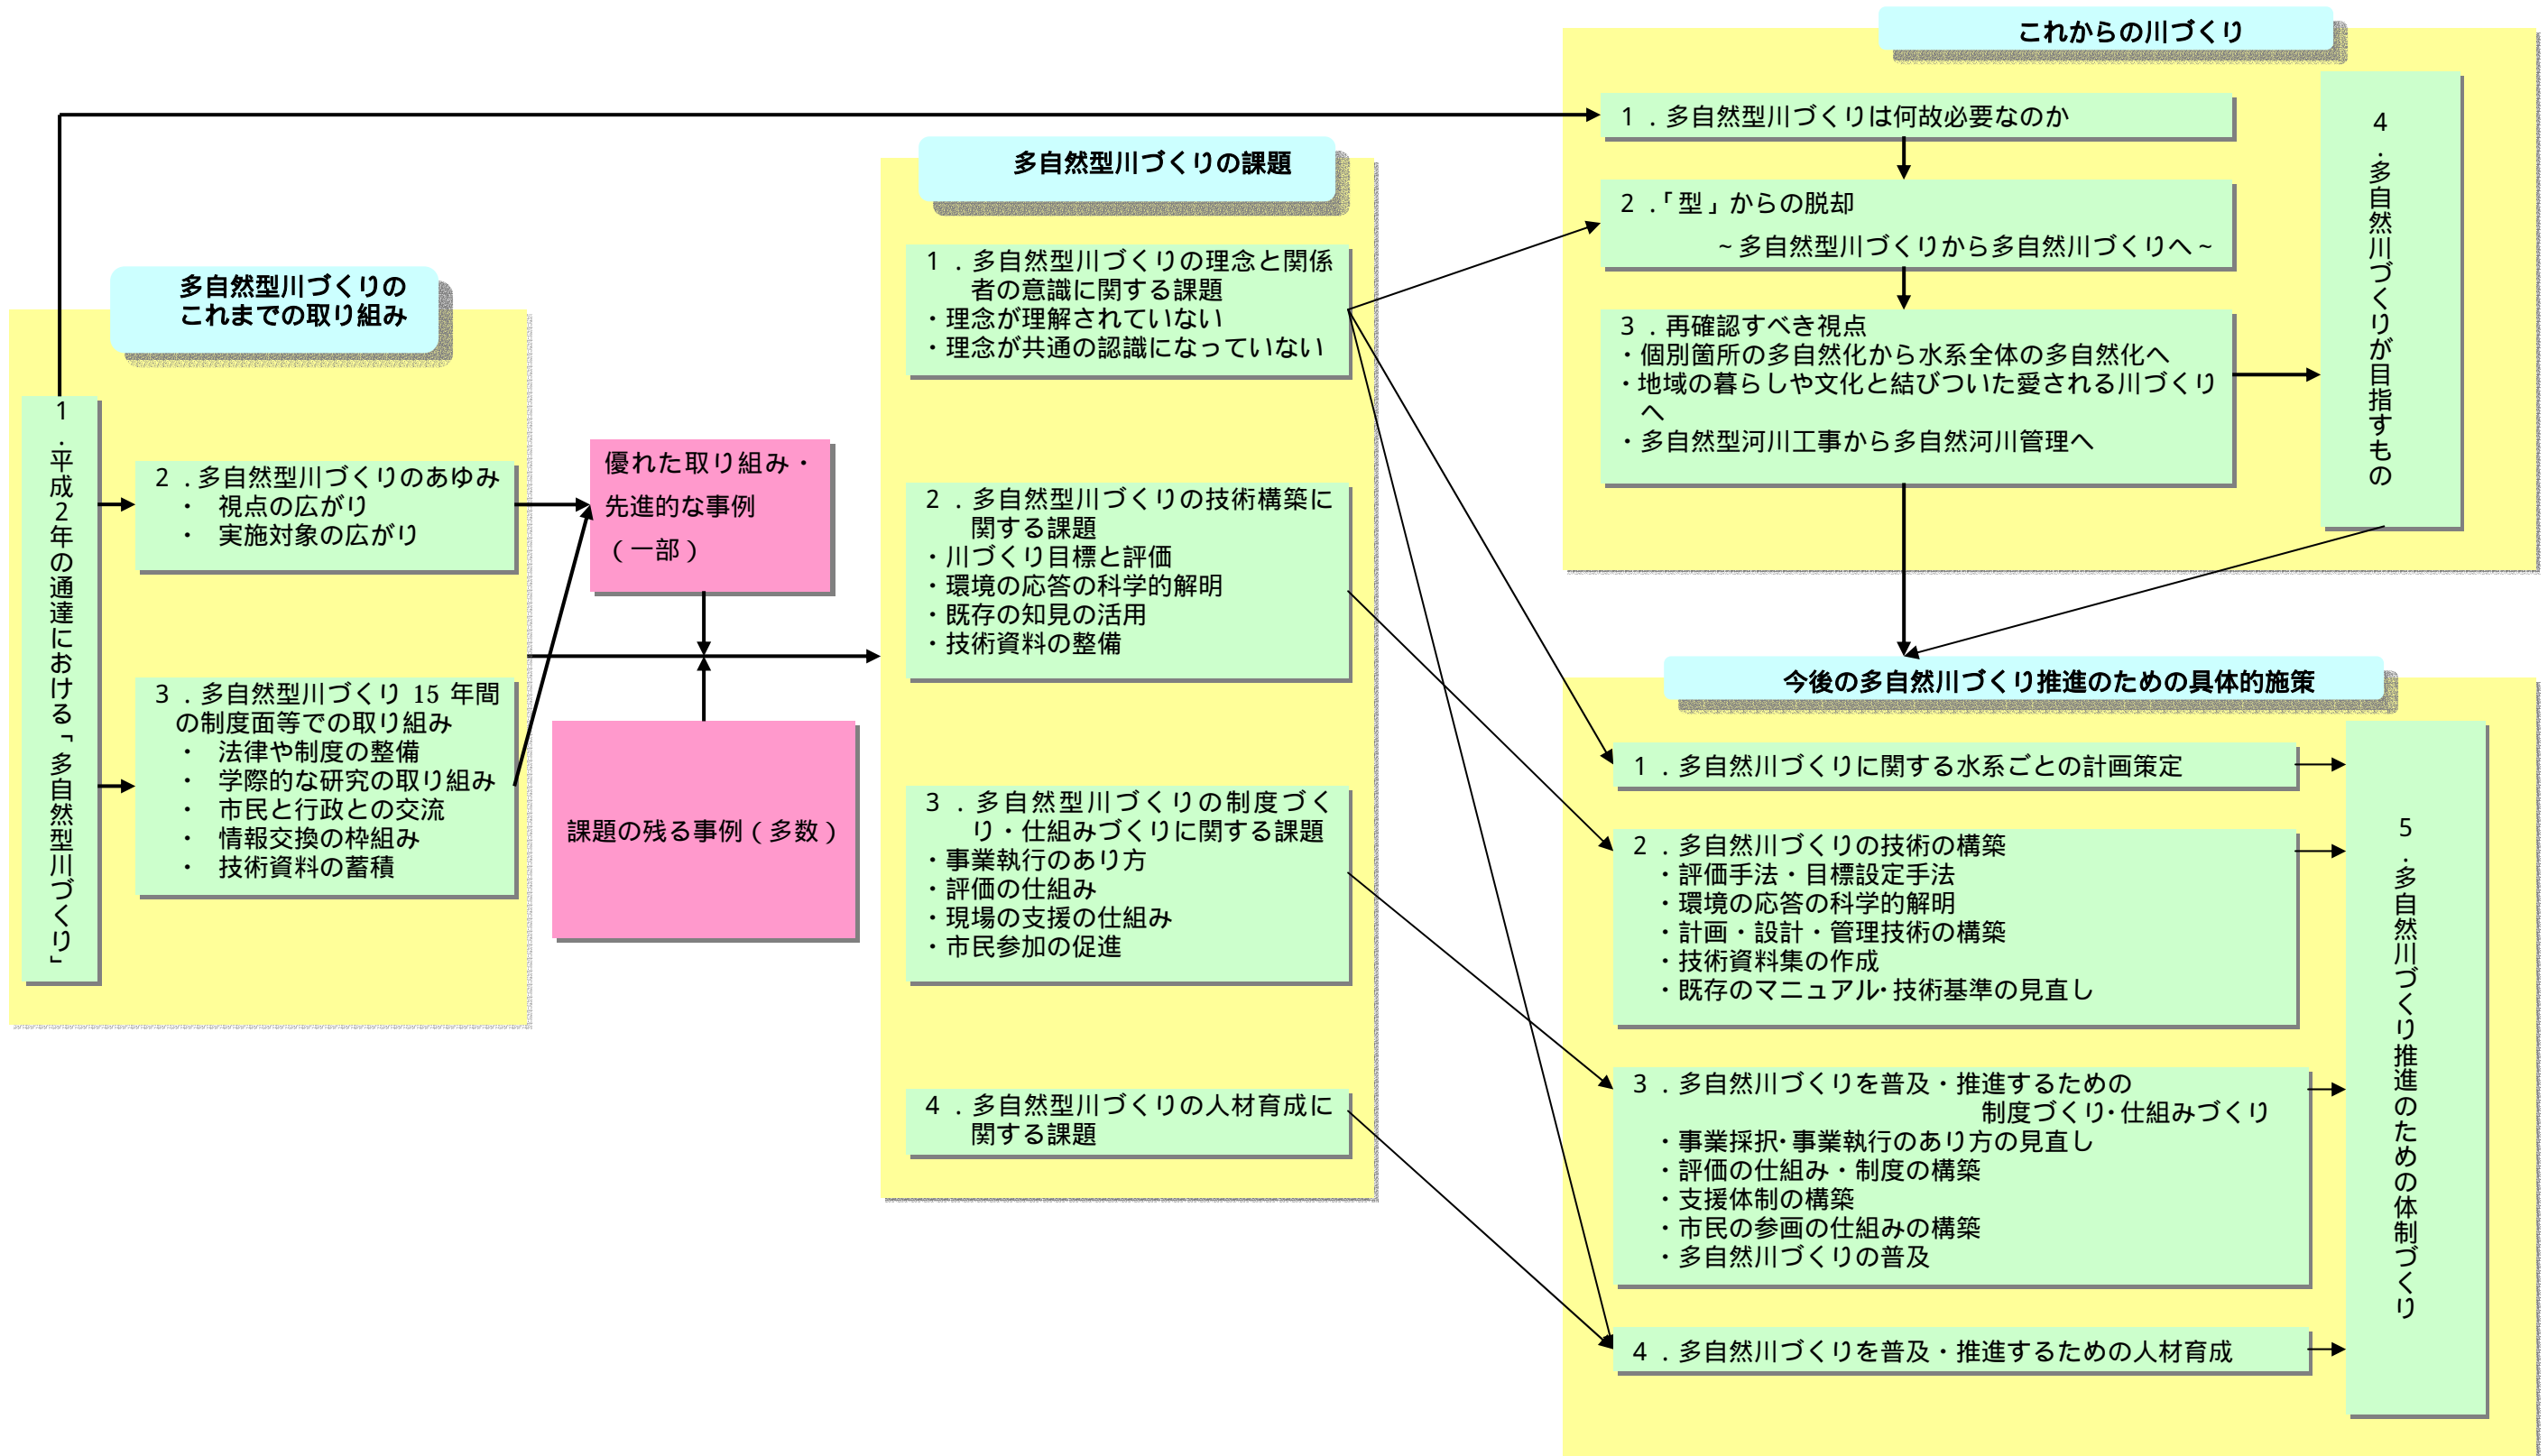 多自然型川づくりの
これまでの取り組み
1.平成2年の通達における「多自然型川づくり」
2.多自然型川づくりのあゆみ
・ 視点の広がり
・ 実施対象の広がり
3.多自然型川づくり 15 年間
の制度面等での取り組み
・ 法律や制度の整備
・ 学際的な研究の取り組み
・ 市民と行政との交流
・ 情報交換の枠組み
・ 技術資料の蓄積
優れた取り組み・
先進的な事例
(一部)
課題の残る事例(多数)
多自然型川づくりの課題
1.多自然型川づくりの理念と関係
者の意識に関する課題
・理念が理解されていない
・理念が共通の認識になっていない
2.多自然型川づくりの技術構築に
関する課題
・川づくり目標と評価
・環境の応答の科学的解明
・既存の知見の活用
・技術資料の整備
3.多自然型川づくりの制度づく
り・仕組みづくりに関する課題
・事業執行のあり方
・評価の仕組み
・現場の支援の仕組み
・市民参加の促進
4.多自然型川づくりの人材育成に
関する課題
これからの川づくり
1.多自然型川づくりは何故必要なのか
2.「型」からの脱却
~多自然型川づくりから多自然川づくりへ~
3.再確認すべき視点
・個別箇所の多自然化から水系全体の多自然化へ
・地域の暮らしや文化と結びついた愛される川づくり
へ
・多自然型河川工事から多自然河川管理へ
4.多自然川づくりが目指すもの
今後の多自然川づくり推進のための具体的施策
1.多自然川づくりに関する水系ごとの計画策定
2.多自然川づくりの技術の構築
・評価手法・目標設定手法
・環境の応答の科学的解明
・計画・設計・管理技術の構築
・技術資料集の作成
・既存のマニュアル・技術基準の見直し
3.多自然川づくりを普及・推進するための
制度づくり・仕組みづくり
・事業採択・事業執行のあり方の見直し
・評価の仕組み・制度の構築
・支援体制の構築
・市民の参画の仕組みの構築
・多自然川づくりの普及
4.多自然川づくりを普及・推進するための人材育成
5.多自然川づくり推進のための体制づくり